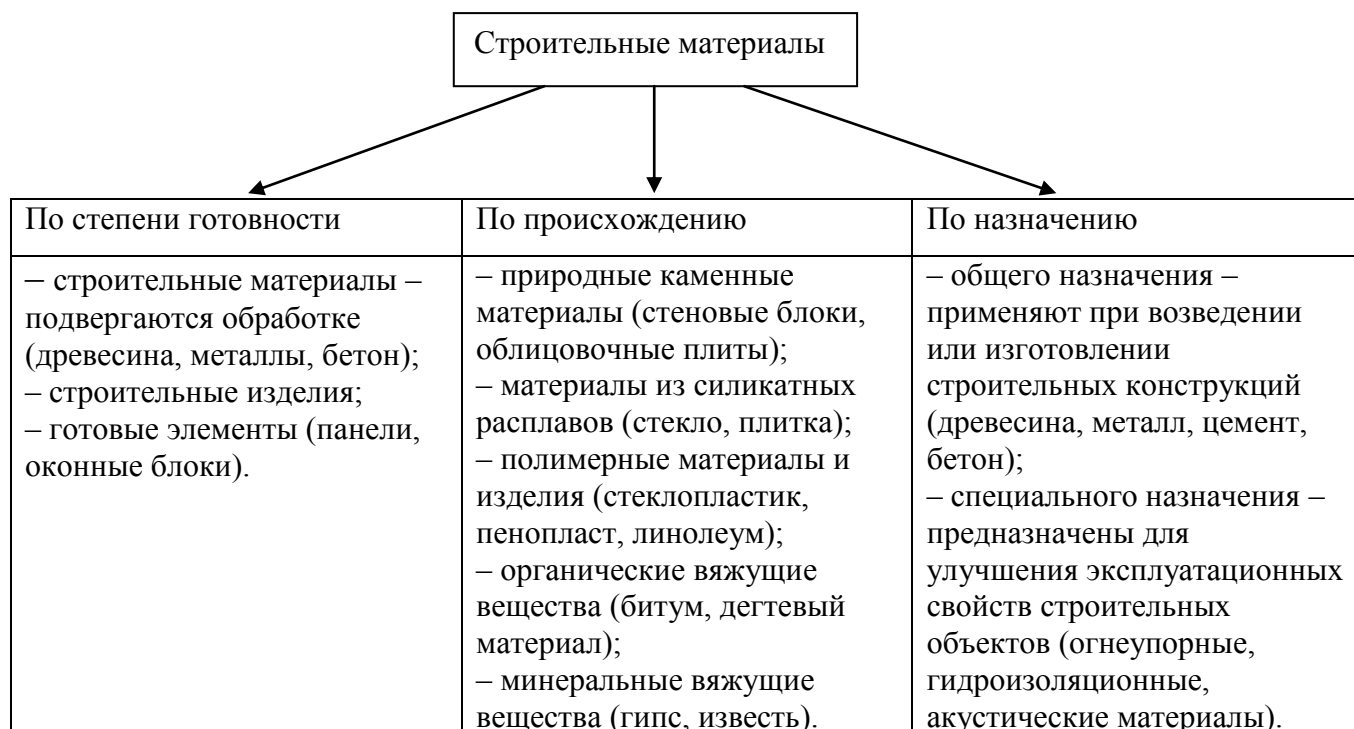 Строительные материалы
По степени готовности
– строительные материалы –
подвергаются обработке
(древесина, металлы, бетон);
– строительные изделия;
– готовые элементы (панели,
оконные блоки).
По происхождению
– природные каменные
материалы (стеновые блоки,
облицовочные плиты);
– материалы из силикатных
расплавов (стекло, плитка);
– полимерные материалы и
изделия (стеклопластик,
пенопласт, линолеум);
– органические вяжущие
вещества (битум, дегтевый
материал);
– минеральные вяжущие
вещества (гипс, известь).
По назначению
– общего назначения –
применяют при возведении
или изготовлении
строительных конструкций
(древесина, металл, цемент,
бетон);
– специального назначения –
предназначены для
улучшения эксплуатационных
свойств строительных
объектов (огнеупорные,
гидроизоляционные,
акустические материалы).